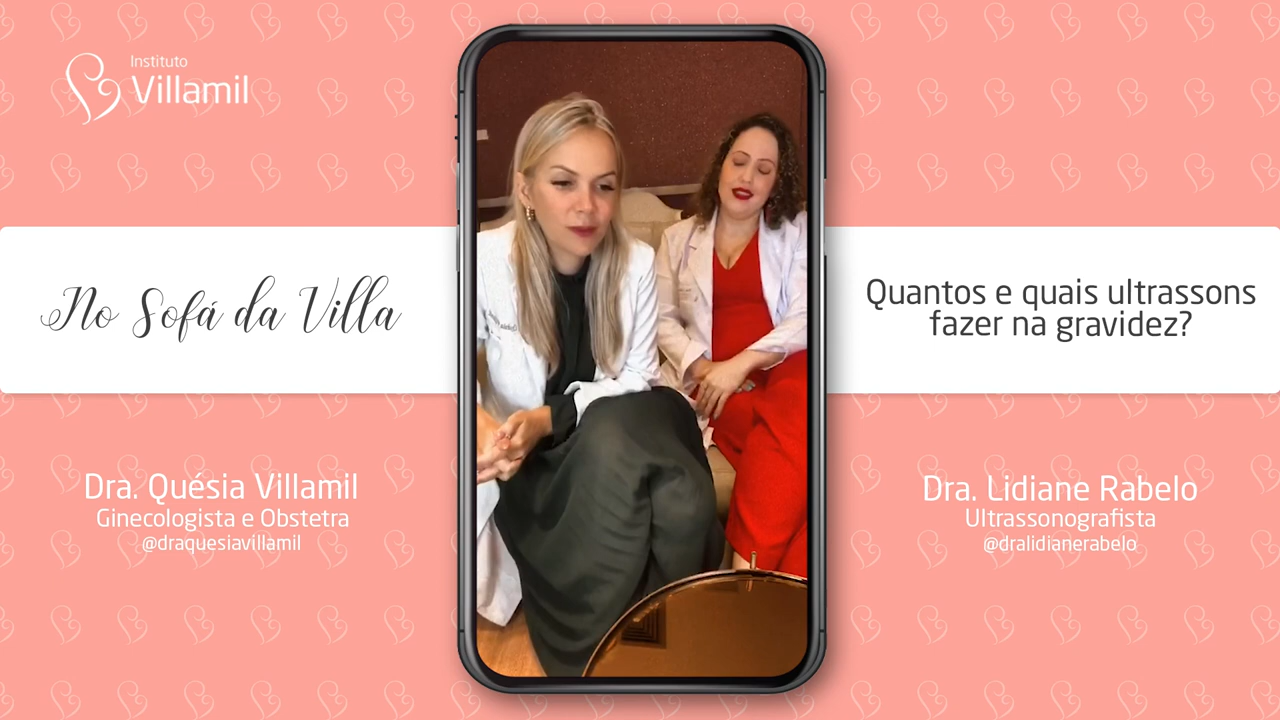 Instituto
Villamil
No Sofá da Villa
Quantos e quais ultrassons
fazer na gravidez?
Dra. Quésia Villamil
Ginecologista e Obstetra
@draquesiavillamil
Dra. Lidiane Rabelo
Ultrassonografista
@dralidianerabelo